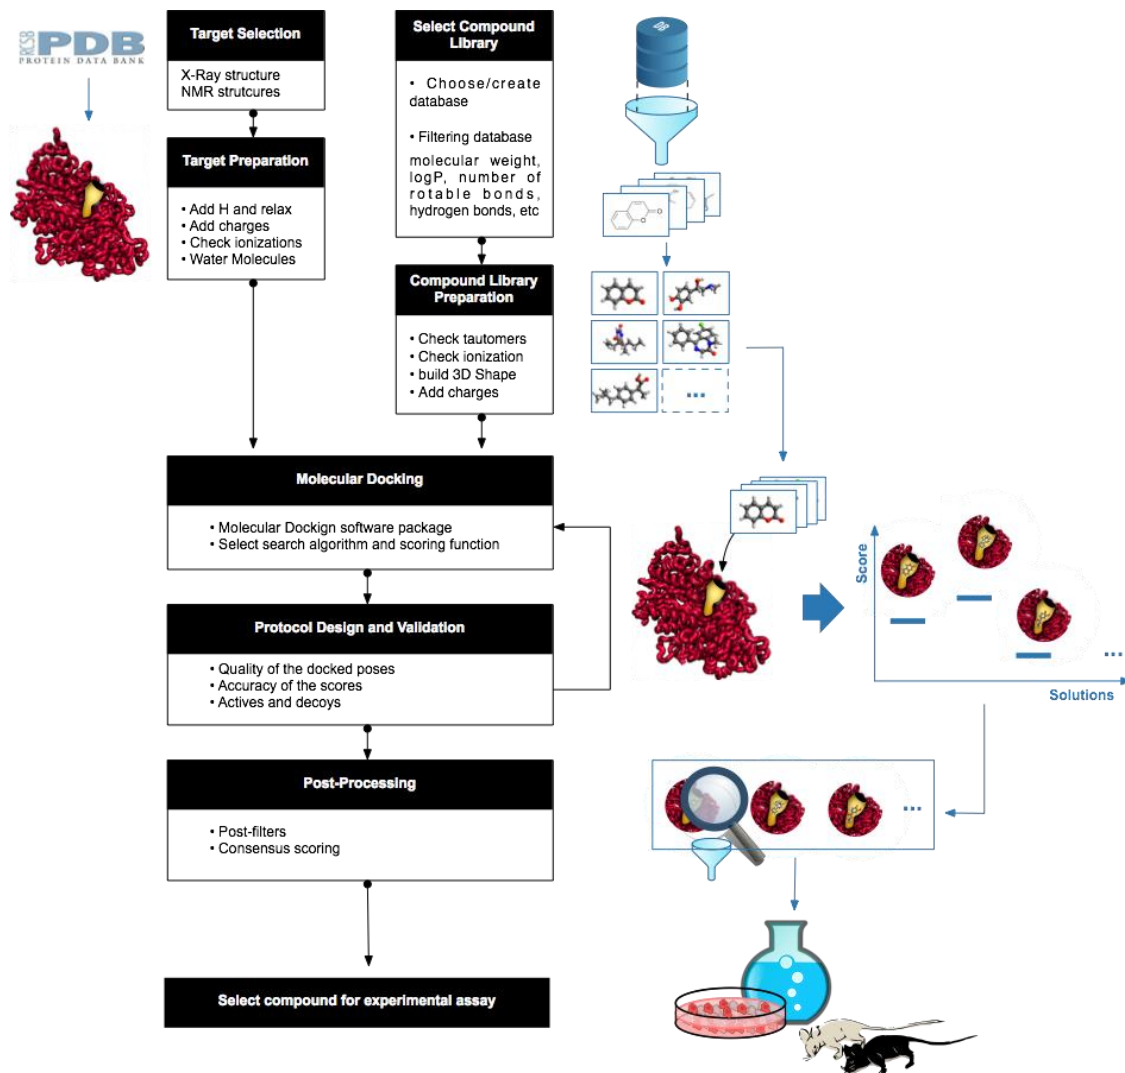 RCSB
PDB
PROTEIN DATA BANK
Target Selection
X-Ray structure
NMR strutcures
Target Preparation
• Add H and relax
• Add charges
• Check ionizations
• Water Molecules
Select Compound
Library
• Choose/create
database
• Filtering database
molecular weight,
logP, number of
rotable bonds,
hydrogen bonds, etc
Compound Library
Preparation
• Check tautomers
• Check ionization
• build 3D Shape
• Add charges
DB
O
O
...
Molecular Docking
• Molecular Dockign software package
• Select search algorithm and scoring function
Protocol Design and Validation
• Quality of the docked poses
• Accuracy of the scores
• Actives and decoys
Post-Processing
• Post-filters
• Consensus scoring
Select compound for experimental assay
Score
...
Solutions
...